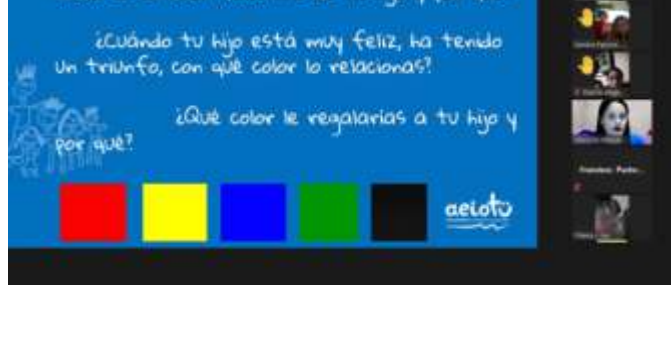 ¿Cuándo tu hijo está muy feliz, ha tenido
un triunfo, con qué color lo relacionas?
¿Qué color le regalarías a tu hijo y
por qué?
aeioTU